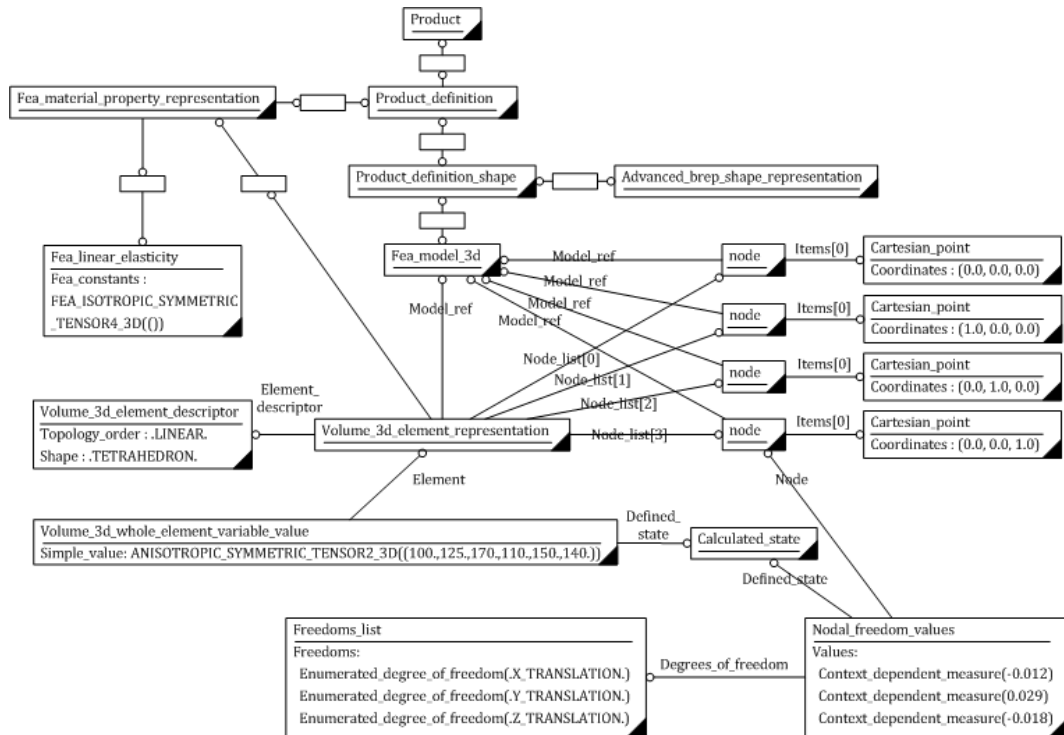 Product
Fea_material_property_representation
Product_definition
Product_definition_shape
Advanced_brep_shape_representation
Fea_linear_elasticity
Fea_constants :
FEA_ISOTROPIC_SYMMETRIC
_TENSOR4_3D(())
Fea_model_3d
Model_ref
node
Items[0]
Cartesian_point
Coordinates : (0.0, 0.0, 0.0)
Model_ref
Model_ref
Model_ref
Model_ref
node
Items[0]
Cartesian_point
Coordinates : (1.0, 0.0, 0.0)
Node_list[0]
Node_list[1]
node
Items[0]
Cartesian_point
Coordinates : (0.0, 1.0, 0.0)
Node_list[2]
Element_
descriptor
Volume_3d_element_descriptor
Topology_order : .LINEAR.
Shape : .TETRAHEDRON.
Volume_3d_element_representation
Node_list[3]
node
Items[0]
Cartesian_point
Coordinates : (0.0, 0.0, 1.0)
Element
Node
Volume_3d_whole_element_variable_value
Simple_value: ANISOTROPIC_SYMMETRIC_TENSOR2_3D((100.,125.,170.,110.,150.,140.))
Defined_
state
Calculated_state
Defined_state
Freedoms_list
Freedoms:
Enumerated_degree_of_freedom(.X_TRANSLATION.)
Enumerated_degree_of_freedom(.Y_TRANSLATION.)
Enumerated_degree_of_freedom(.Z_TRANSLATION.)
Degrees_of_freedom
Nodal_freedom_values
Values:
Context_dependent_measure(-0.012)
Context_dependent_measure(0.029)
Context_dependent_measure(-0.018)